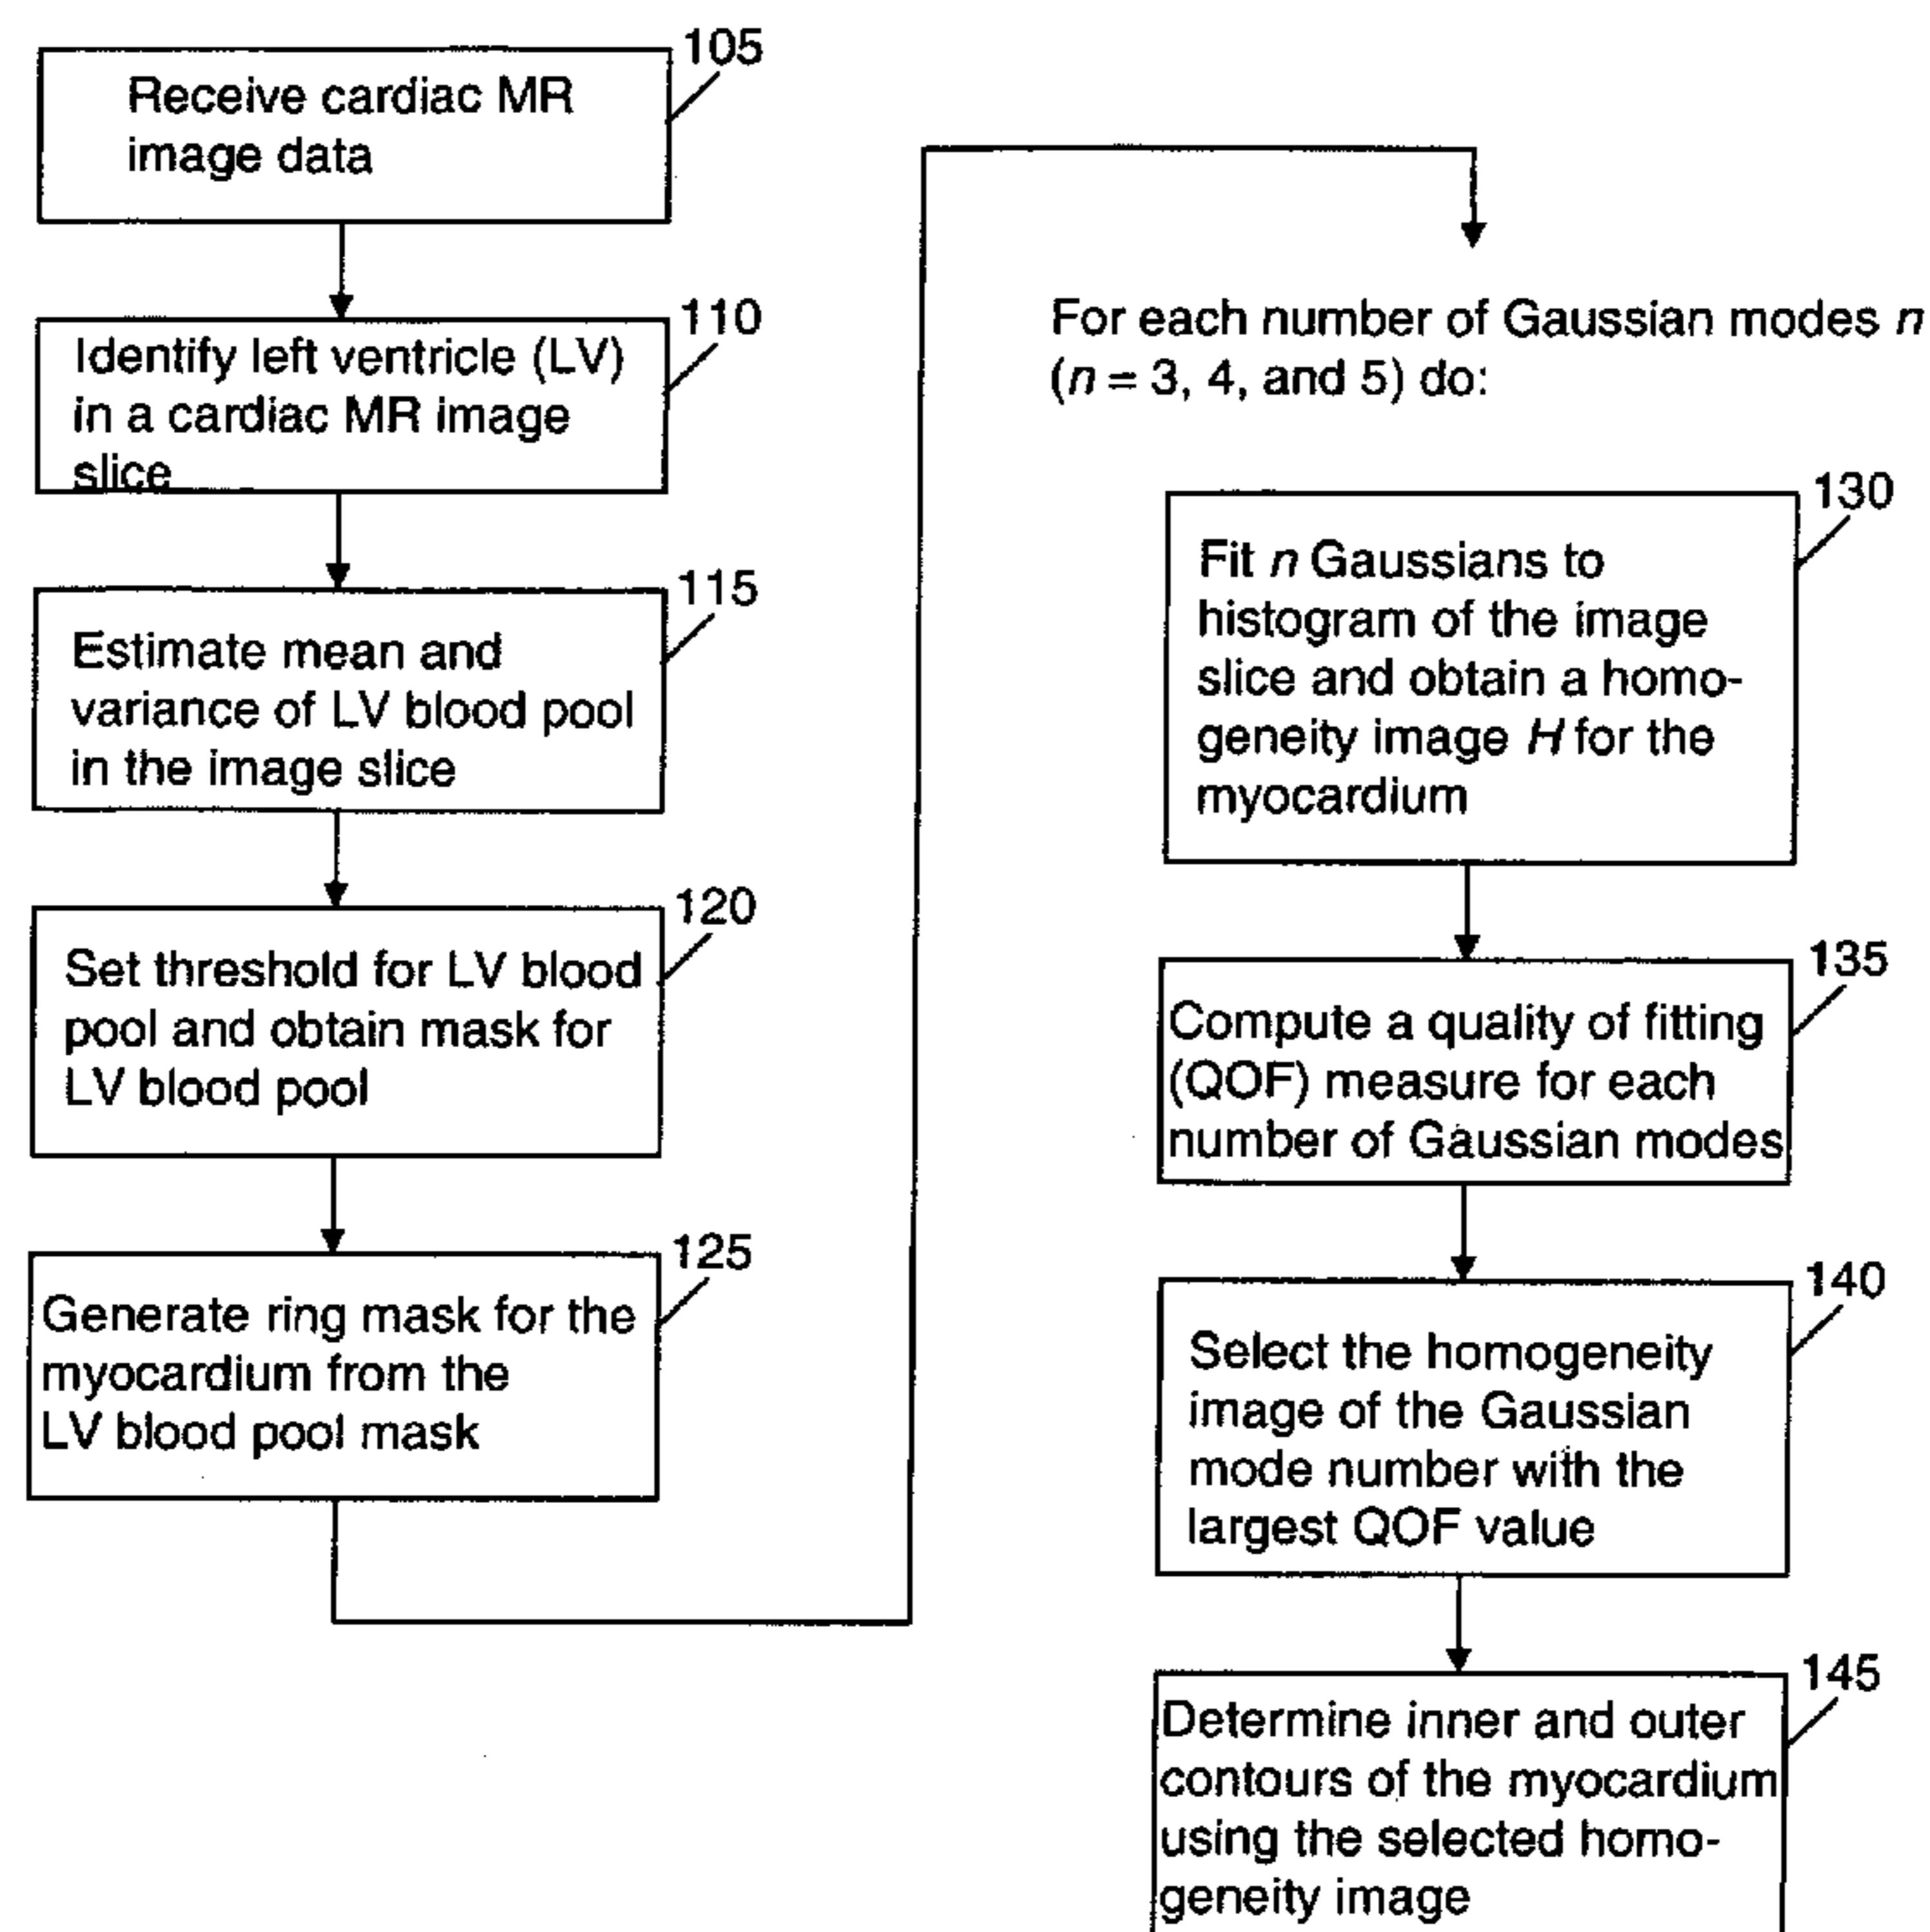 105
Receive cardiac MR
image data
110
Identify left ventricle (LV)
in a cardiac MR image
slice
115
Estimate mean and
variance of LV blood pool
in the image slice
120
Set threshold for LV blood
pool and obtain mask for
LV blood pool
125
Generate ring mask for the
myocardium from the
LV blood pool mask
For each number of Gaussian modes n
(n = 3, 4, and 5) do:
130
Fit n Gaussians to
histogram of the image
slice and obtain a homo-
geneity image H for the
myocardium
135
Compute a quality of fitting
(QOF) measure for each
number of Gaussian modes
140
Select the homogeneity
image of the Gaussian
mode number with the
largest QOF value
145
Determine inner and outer
contours of the myocardium
using the selected homo-
geneity image